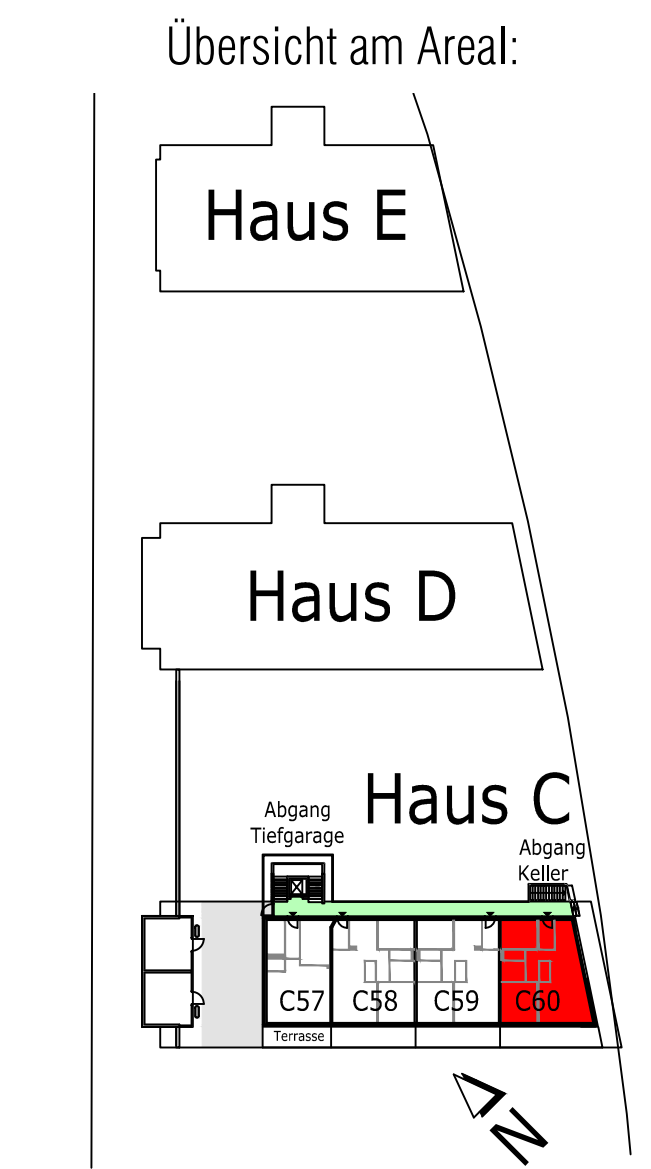 Übersicht am Areal:
Haus E
Haus D
Haus C
Abgang
Tiefgarage
Abgang
Keller
C57 C58 C59 C60
Terrasse
N